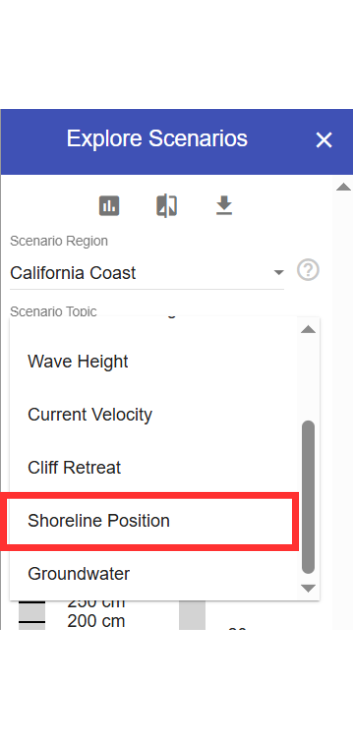 Explore Scenarios
Scenario Region
California Coast
Scenario Topic
Wave Height
Current Velocity
Cliff Retreat
Shoreline Position
Groundwater
250 cm
200 cm